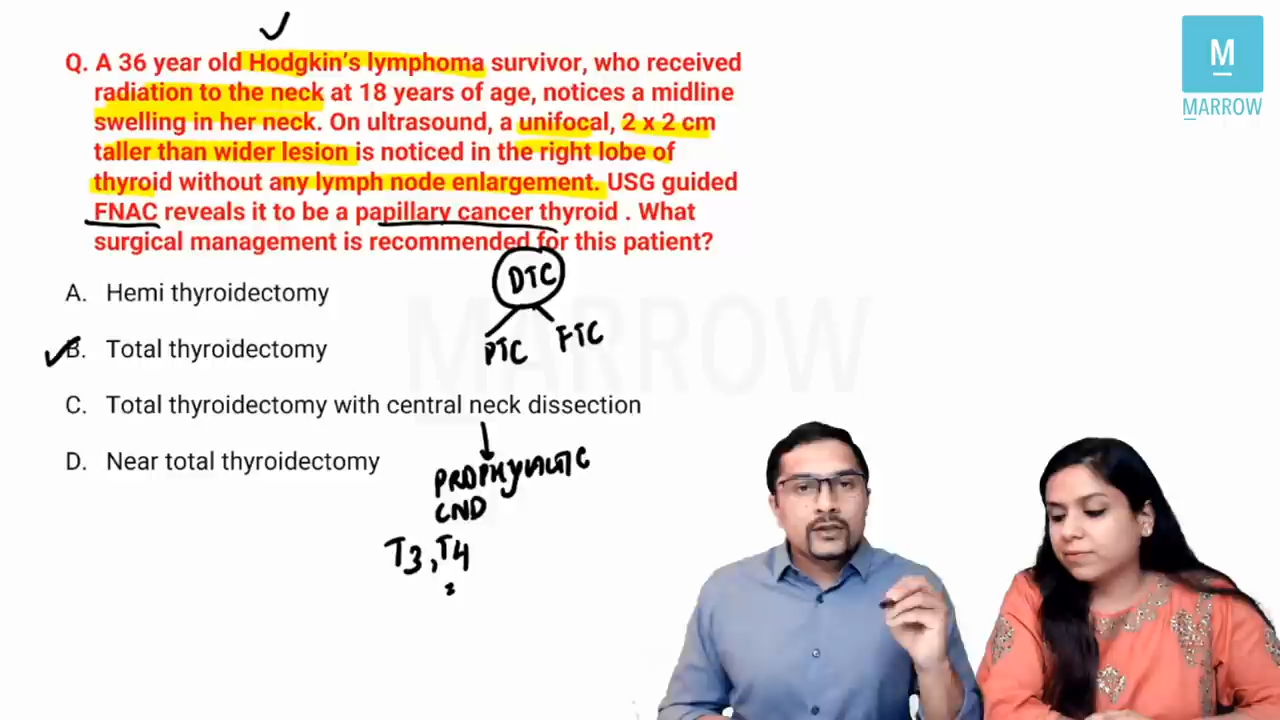 Q. A 36 year old Hodgkin's lymphoma survivor, who received
radiation to the neck at 18 years of age, notices a midline
swelling in her neck. On ultrasound, a unifocal, 2 x 2 cm
taller than wider lesion is noticed in the right lobe of
thyroid without any lymph node enlargement. USG guided
FNAC reveals it to be a papillary cancer thyroid . What
surgical management is recommended for this patient?
A. Hemi thyroidectomy
B. Total thyroidectomy
C. Total thyroidectomy with central neck dissection
D. Near total thyroidectomy
DTC
PTC FTC
PROPHYLACTIC
CND
T3, T4
M
MARROW
MARROW